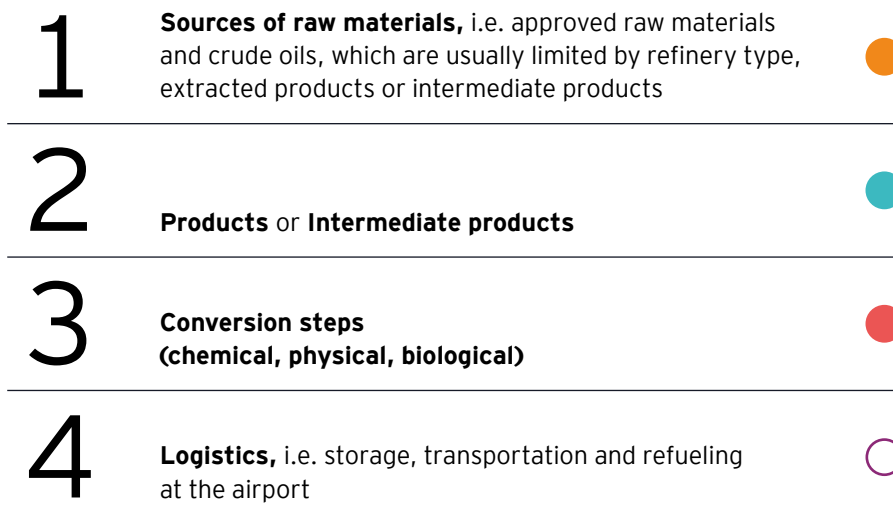 1
Sources of raw materials, i.e. approved raw materials
and crude oils, which are usually limited by refinery type,
extracted products or intermediate products
2
Products or Intermediate products
3
Conversion steps
(chemical, physical, biological)
4
Logistics, i.e. storage, transportation and refueling
at the airport